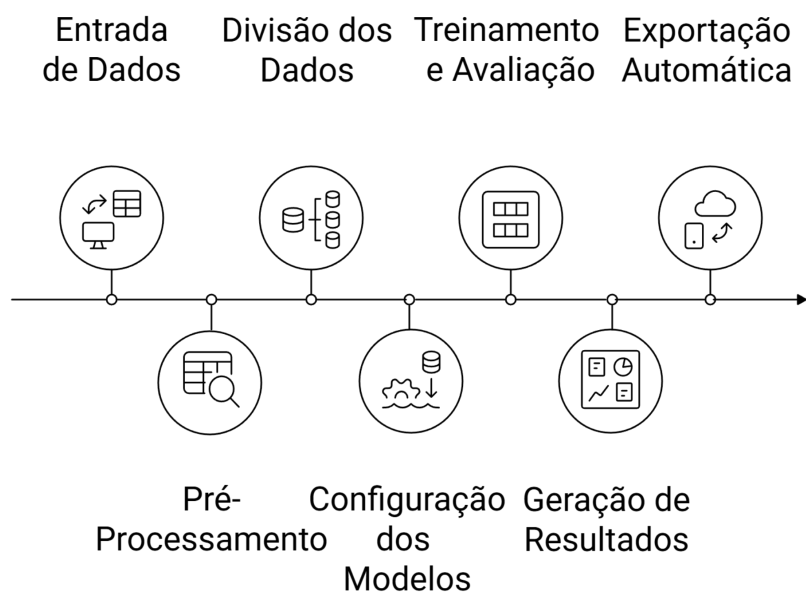 Entrada
de Dados
Divisão dos
Dados
Treinamento
e Avaliação
Exportação
Automática
Pré-
Processamento
Configuração
dos
Modelos
Geração de
Resultados